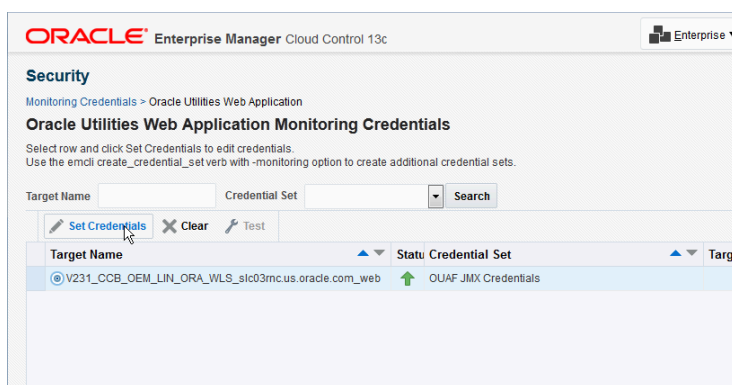 ORACLE Enterprise Manager Cloud Control 13c
Enterprise
Security
Monitoring Credentials > Oracle Utilities Web Application
Oracle Utilities Web Application Monitoring Credentials
Select row and click Set Credentials to edit credentials.
Use the emcli create_credential_set verb with -monitoring option to create additional credential sets.
Target Name Credential Set Search
Set Credentials Clear Test
Target Name Statu Credential Set Targ
V231_CCB_OEM_LIN_ORA_WLS_slc03rnc.us.oracle.com_web OUAF JMX Credentials